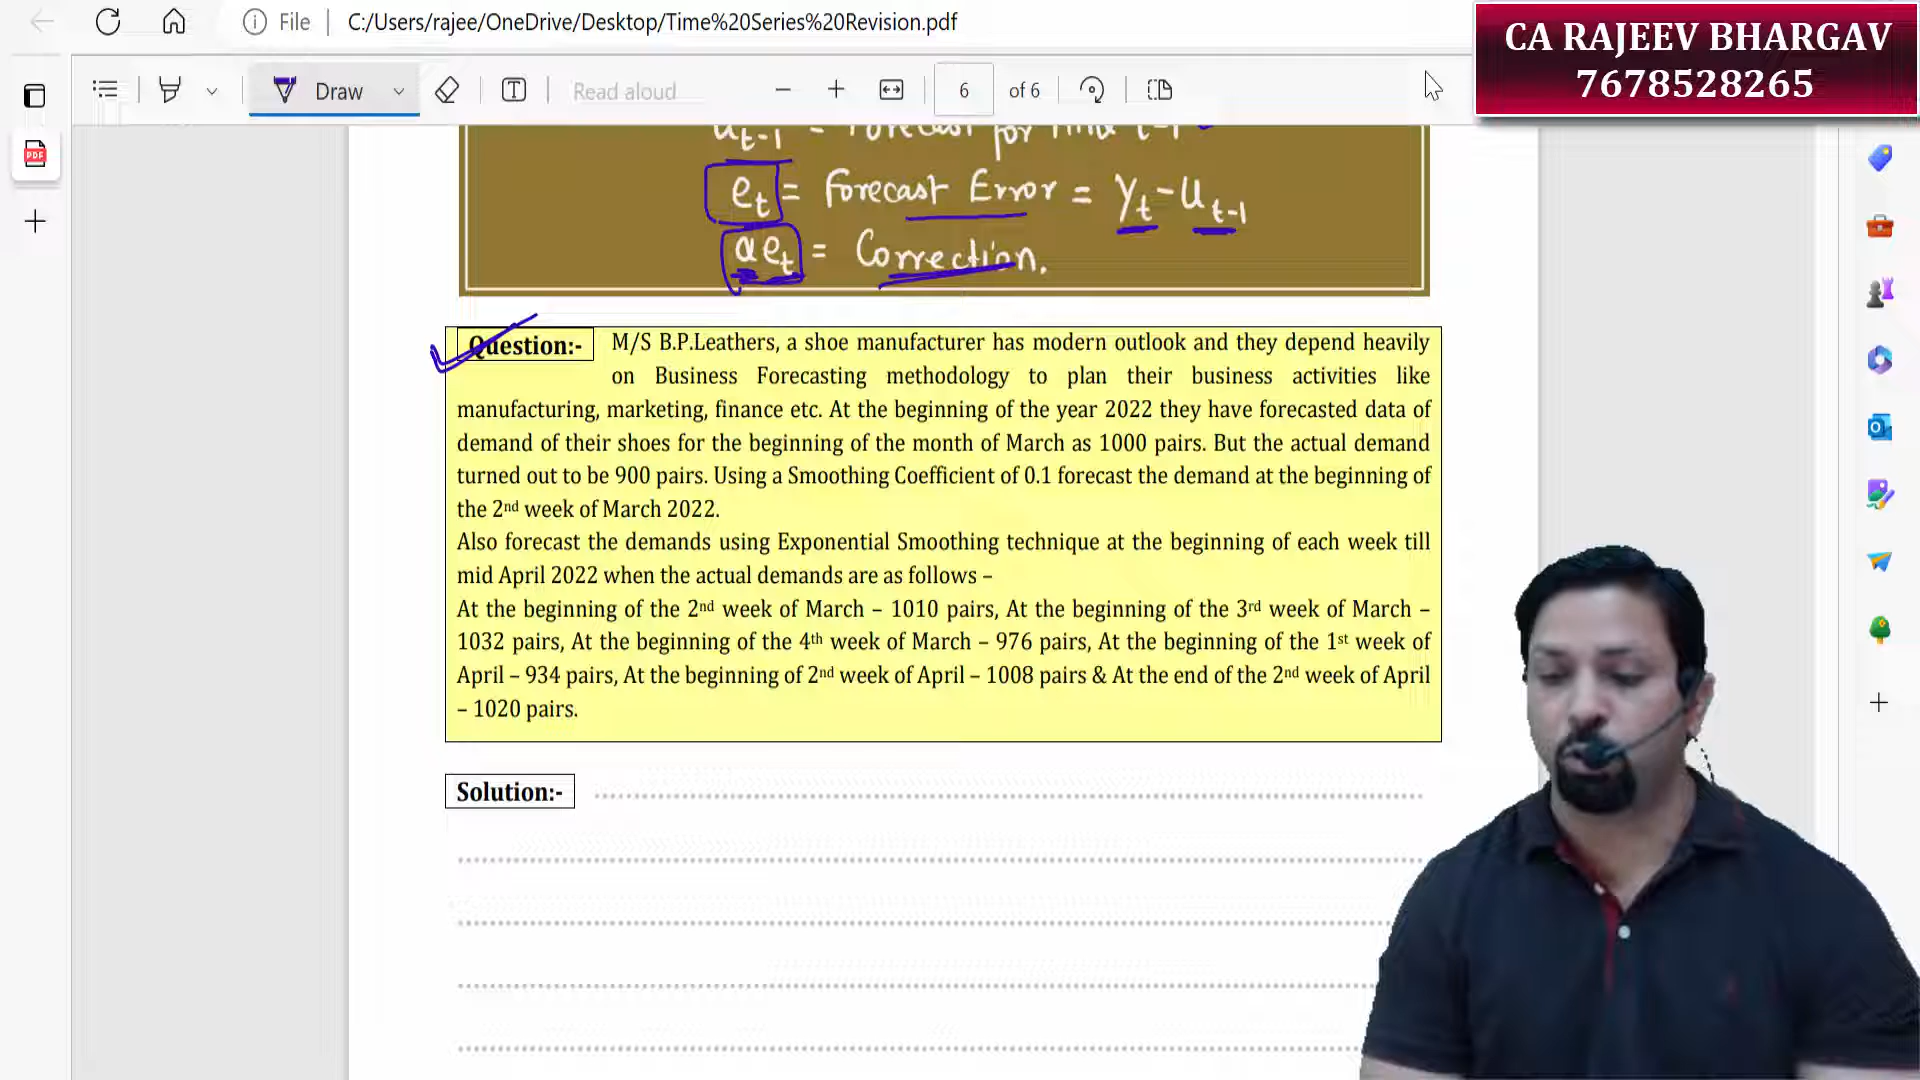 File
C:/Users/rajee/OneDrive/Desktop/Time%20Series%20Revision.pdf
CA RAJEEV BHARGAV
7678528265
Draw
Read aloud
6 of 6
PDF
u t-1 = Forecast for Time t-1
e t = Forecast Error = y t - u t-1
α e t = Correction.
Question:- M/S B.P.Leathers, a shoe manufacturer has modern outlook and they depend heavily
on Business Forecasting methodology to plan their business activities like
manufacturing, marketing, finance etc. At the beginning of the year 2022 they have forecasted data of
demand of their shoes for the beginning of the month of March as 1000 pairs. But the actual demand
turned out to be 900 pairs. Using a Smoothing Coefficient of 0.1 forecast the demand at the beginning of
the 2nd week of March 2022.
Also forecast the demands using Exponential Smoothing technique at the beginning of each week till
mid April 2022 when the actual demands are as follows –
At the beginning of the 2nd week of March – 1010 pairs, At the beginning of the 3rd week of March –
1032 pairs, At the beginning of the 4th week of March – 976 pairs, At the beginning of the 1st week of
April – 934 pairs, At the beginning of 2nd week of April – 1008 pairs & At the end of the 2nd week of April
– 1020 pairs.
Solution:-